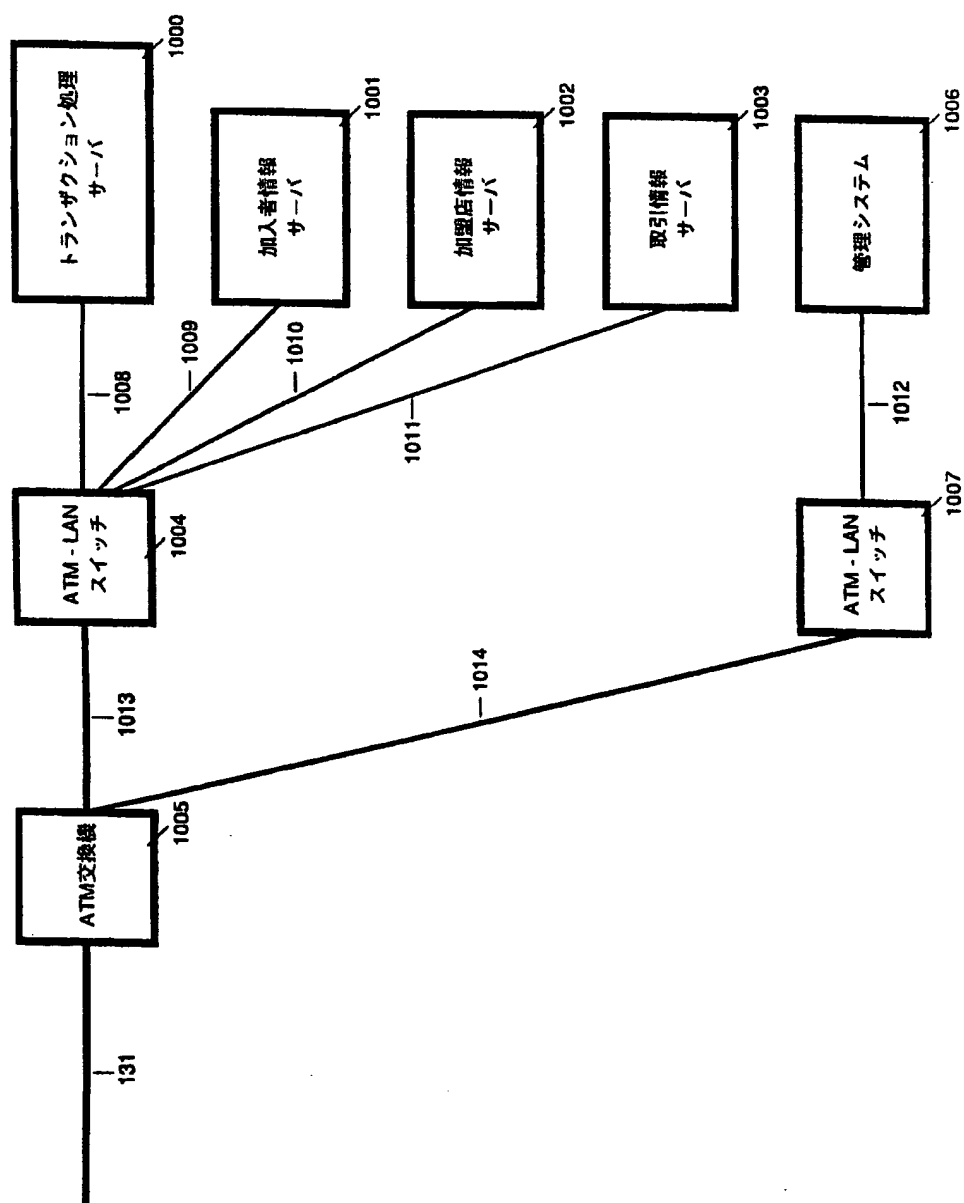 トランザクション処理
サーバ
1000
加入者情報
サーバ
1001
加盟店情報
サーバ
1002
取引情報
サーバ
1003
管理システム
1006
1008
1009
1010
1011
1012
ATM-LAN
スイッチ
1004
ATM-LAN
スイッチ
1007
1013
1014
ATM交換機
1005
131